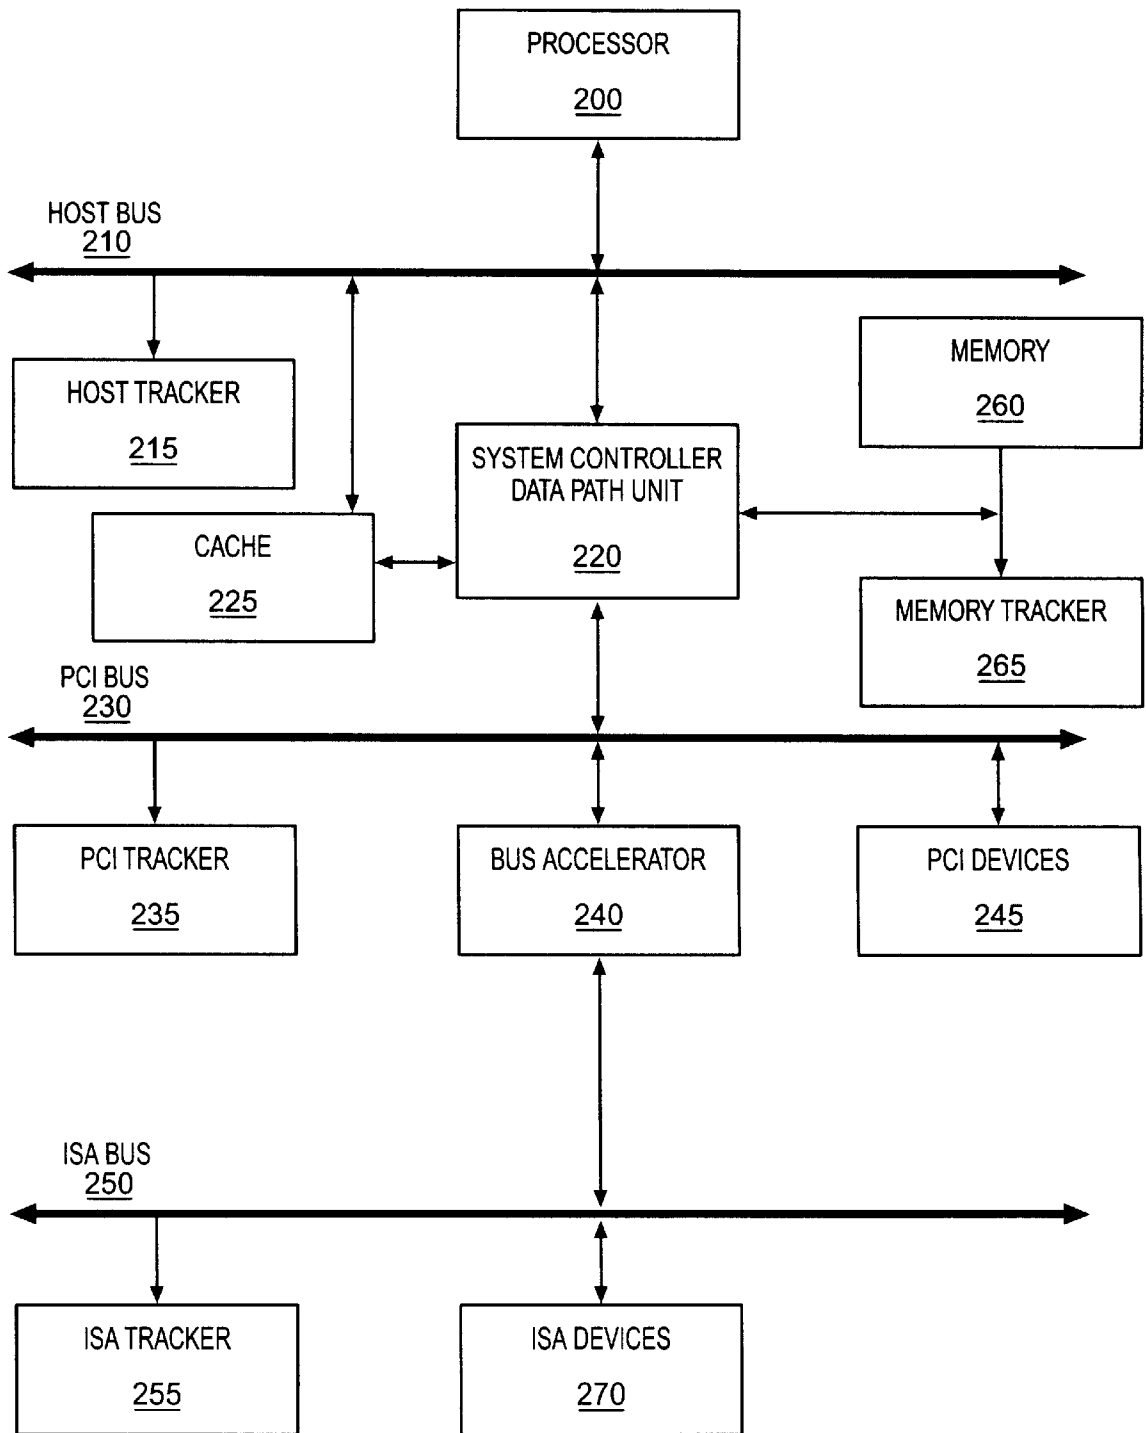 PROCESSOR
200
HOST BUS
210
HOST TRACKER
215
MEMORY
260
SYSTEM CONTROLLER
DATA PATH UNIT
220
CACHE
225
MEMORY TRACKER
265
PCI BUS
230
PCI TRACKER
235
BUS ACCELERATOR
240
PCI DEVICES
245
ISA BUS
250
ISA TRACKER
255
ISA DEVICES
270